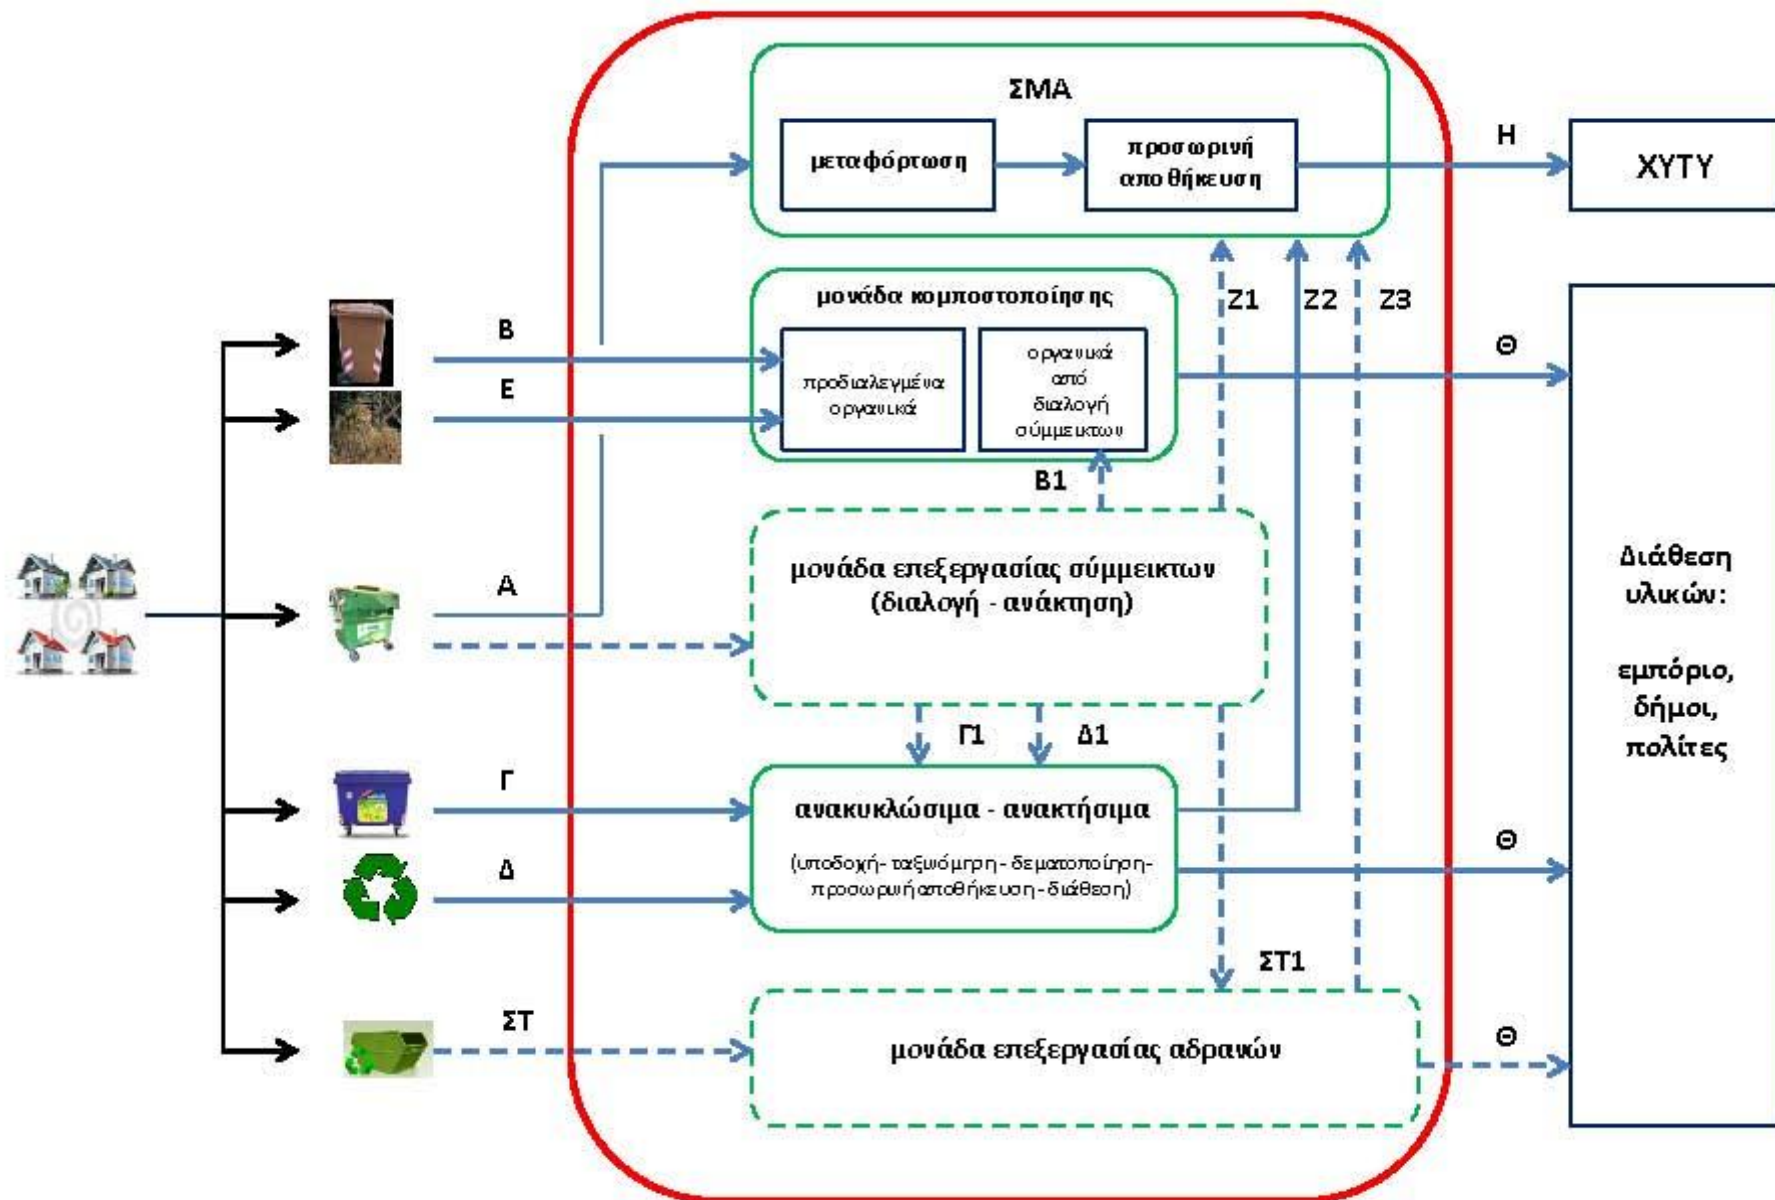 ΣΜΑ
μεταφόρτωση
προσωρινή
αποθήκευση
Η
ΧΥΤΥ
μονάδα κομποστοποίησης
Ζ1
Ζ2
Ζ3
Β
Ε
προδιαλεγμένα
οργανικά
οργανικά
από
διαλογή
σύμμεικτων
Θ
Β1
Α
μονάδα επεξεργασίας σύμμεικτων
(διαλογή - ανάκτηση)
Διάθεση
υλικών:
εμπόριο,
δήμοι,
πολίτες
Γ1
Δ1
Γ
Δ
ανακυκλώσιμα - ανακτήσιμα
(υποδοχή - ταξινόμηση - δεματοποίηση -
προσωρινή αποθήκευση - διάθεση)
Θ
ΣΤ1
ΣΤ
μονάδα επεξεργασίας αδρανών
Θ